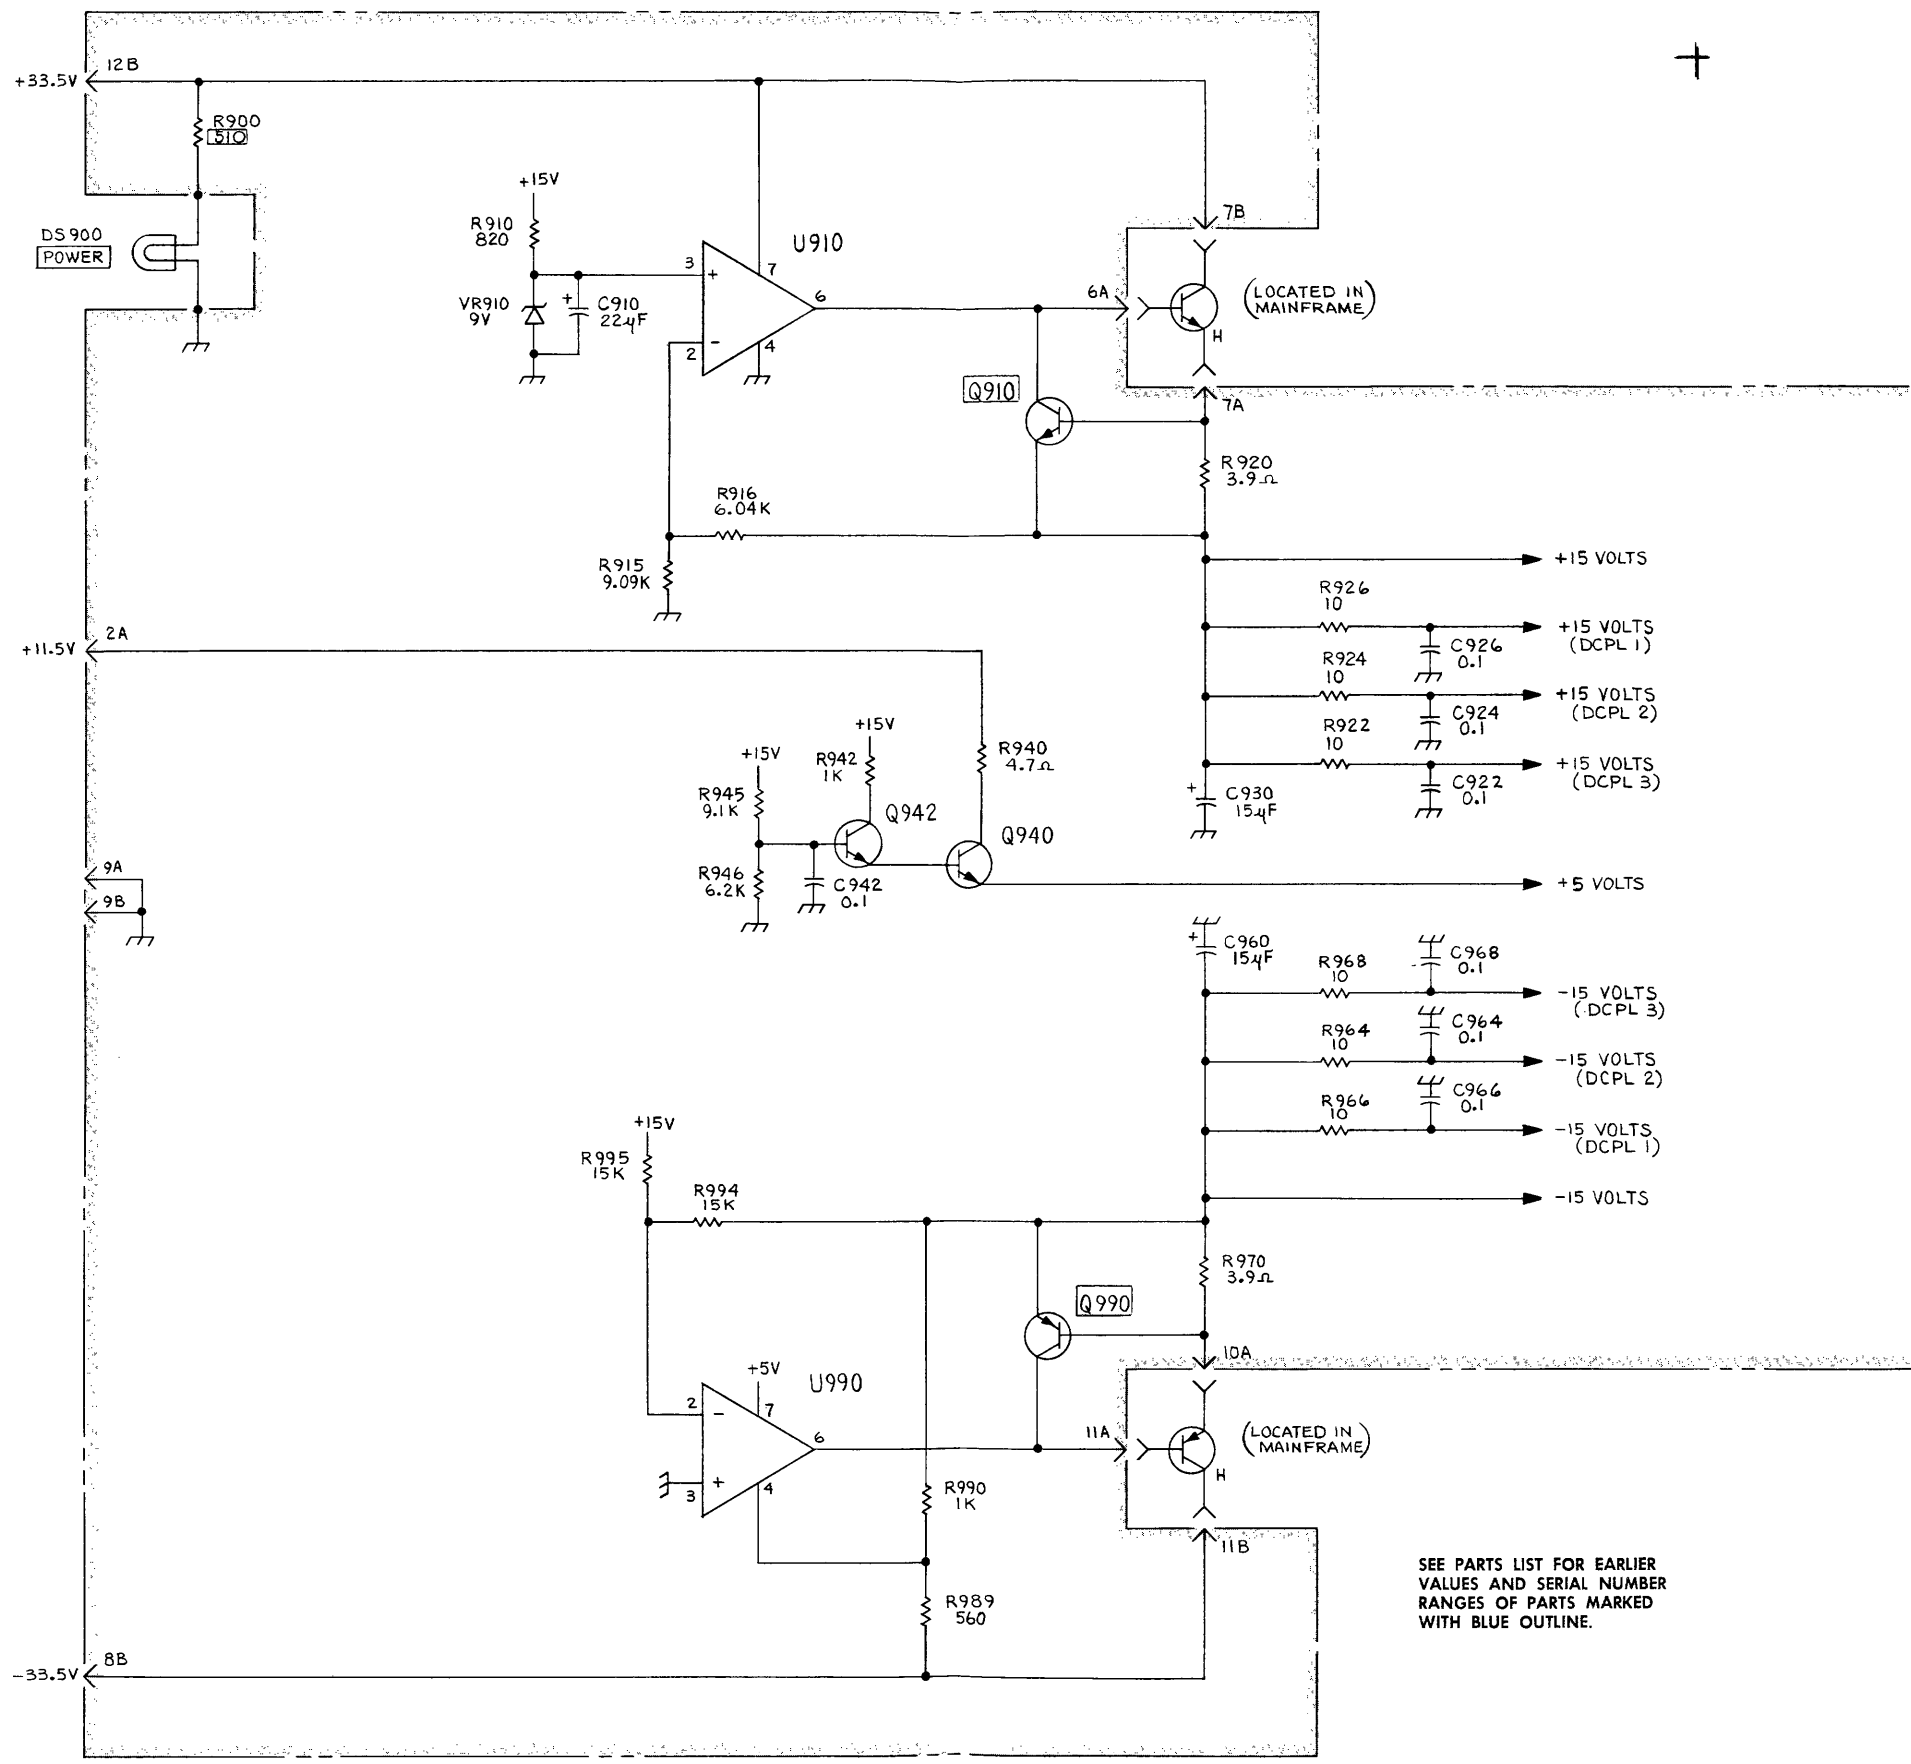 +33.5V
12B
R900
510
DS900
POWER
+15V
R910
820
VR910
9V
+
C910
22µF
3
+
2
-
7
4
6
U910
6A
7B
(LOCATED IN
MAINFRAME)
H
7A
Q910
R920
3.9Ω
R916
6.04K
R915
9.09K
+15 VOLTS
R926
10
+15 VOLTS
(DCPL 1)
C926
0.1
R924
10
+15 VOLTS
(DCPL 2)
C924
0.1
R922
10
+15 VOLTS
(DCPL 3)
C922
0.1
+
C930
15µF
+11.5V
2A
+15V
R942
1K
+15V
R945
9.1K
Q942
R940
4.7Ω
Q940
R946
6.2K
C942
0.1
+5 VOLTS
9A
9B
+
C960
15µF
R968
10
C968
0.1
-15 VOLTS
(DCPL 3)
R964
10
C964
0.1
-15 VOLTS
(DCPL 2)
R966
10
C966
0.1
-15 VOLTS
(DCPL 1)
-15 VOLTS
+15V
R995
15K
R994
15K
R970
3.9Ω
Q990
10A
+5V
U990
2
-
7
6
3
+
4
11A
(LOCATED IN
MAINFRAME)
H
R990
1K
11B
R989
560
-33.5V
8B
SEE PARTS LIST FOR EARLIER
VALUES AND SERIAL NUMBER
RANGES OF PARTS MARKED
WITH BLUE OUTLINE.